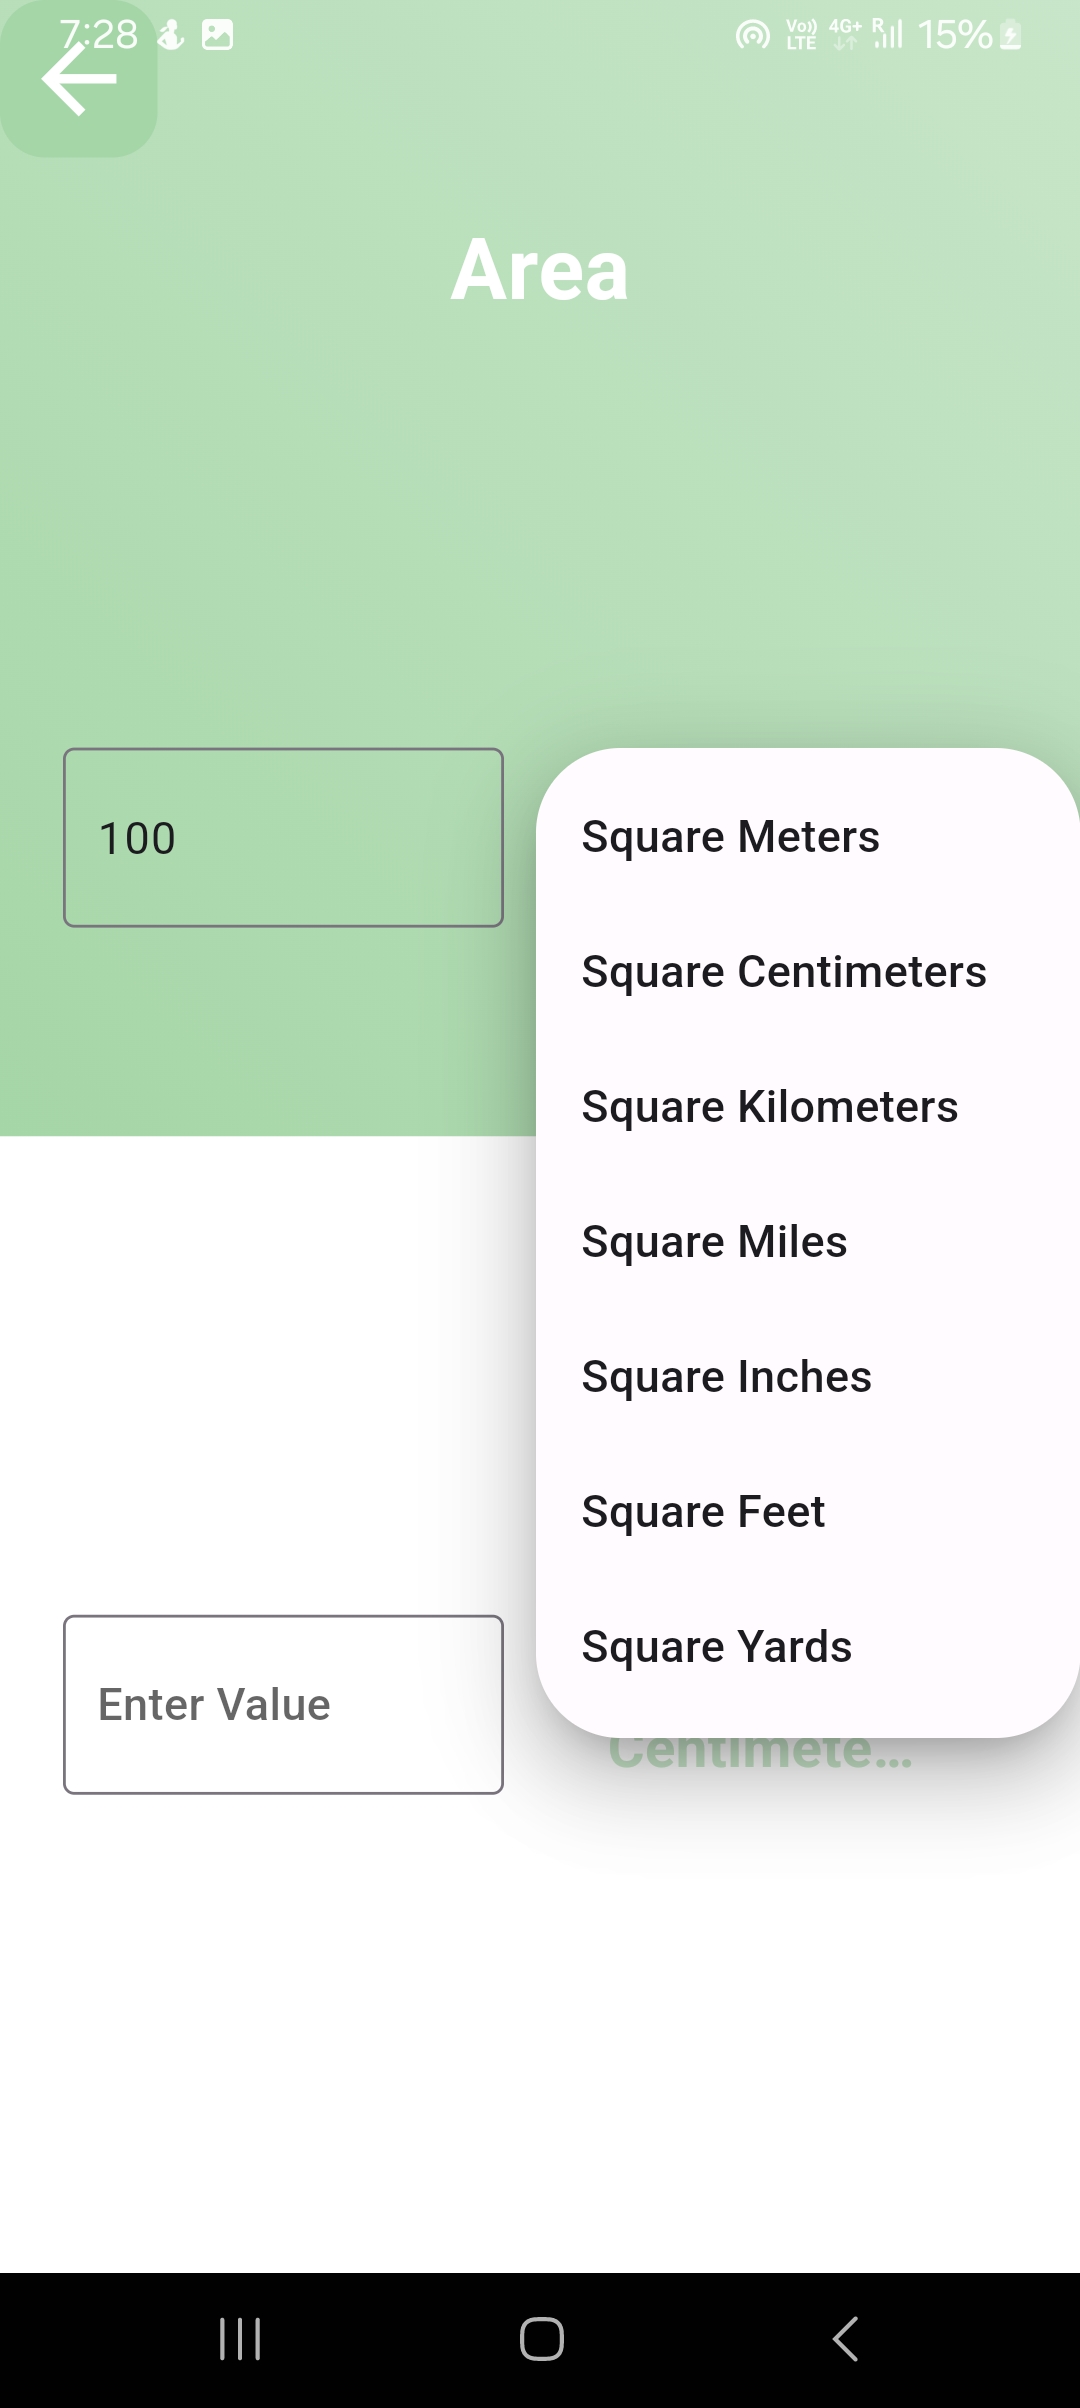 7:28
Vo)) LTE 4G+ R 15%
Area
100
Square Meters
Square Centimeters
Square Kilometers
Square Miles
Square Inches
Square Feet
Square Yards
Enter Value
Centimete...